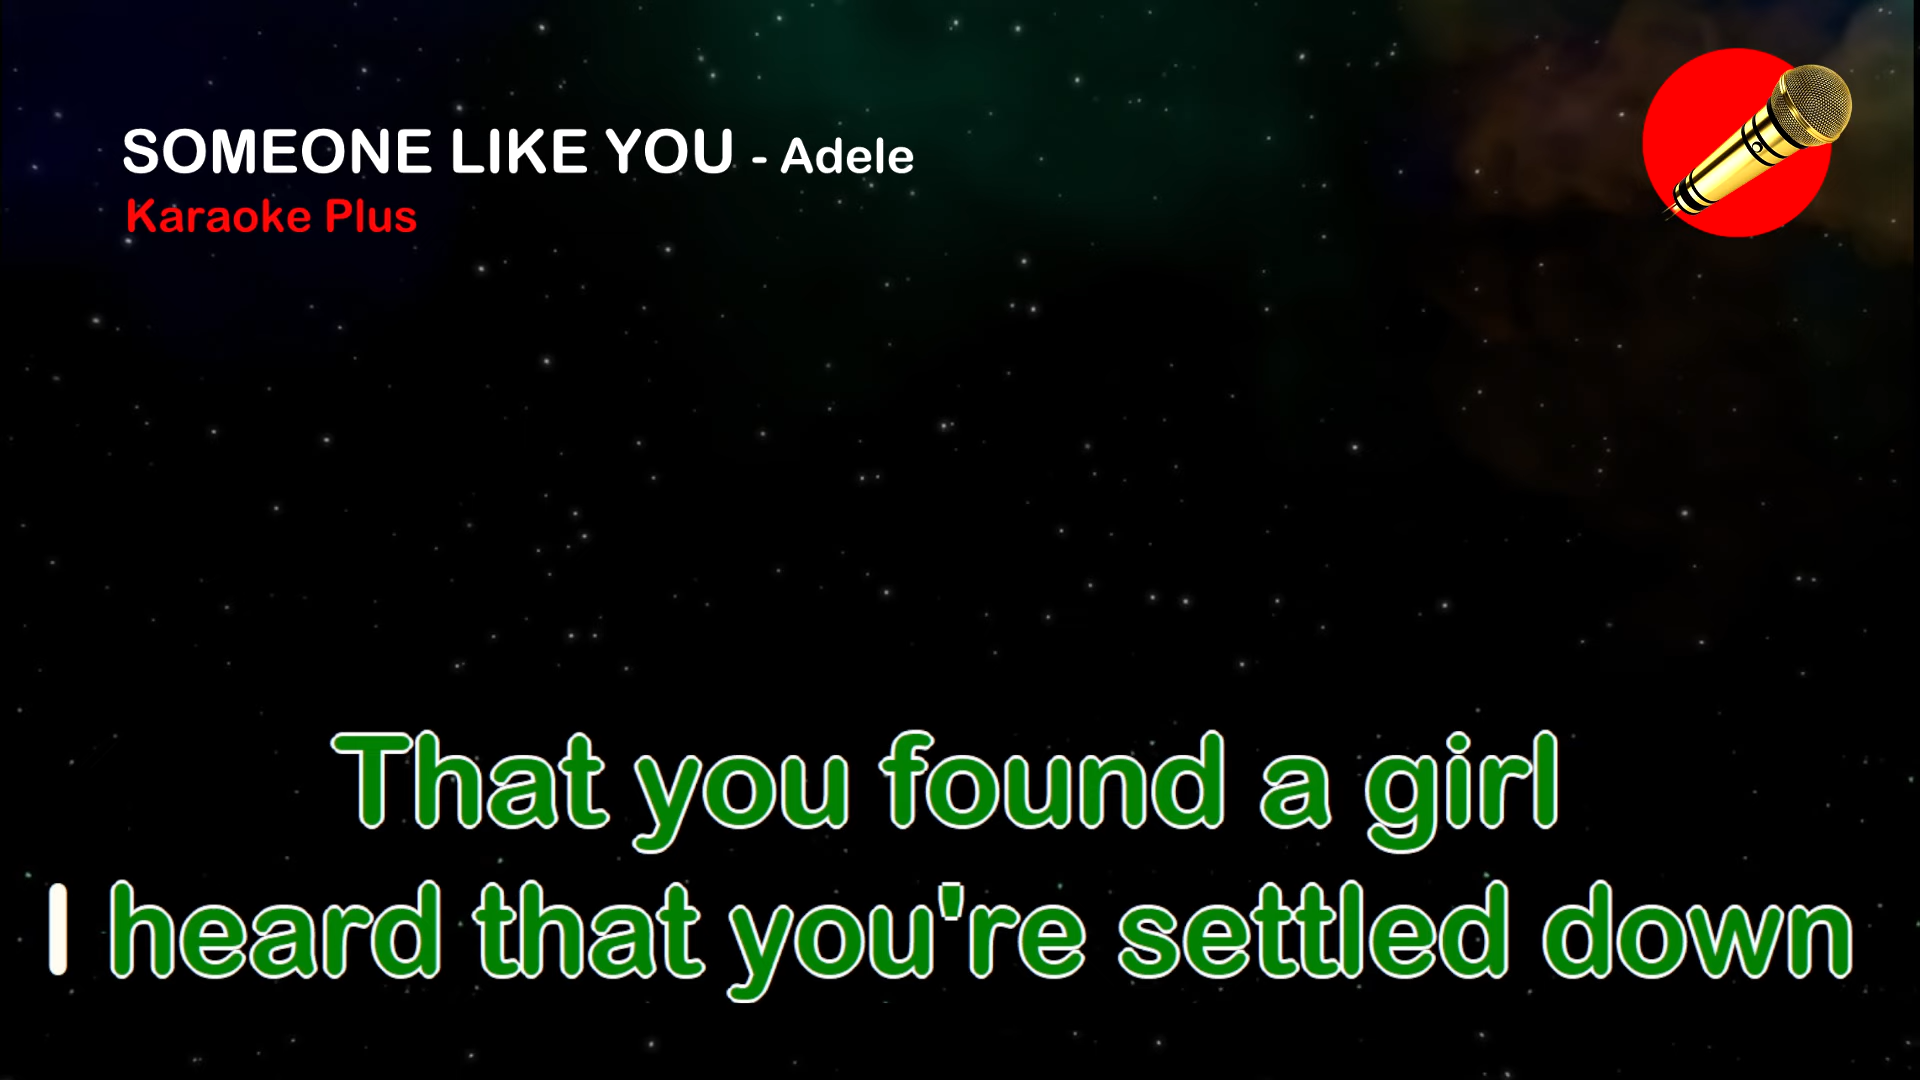 SOMEONE LIKE YOU - Adele
Karaoke Plus
That you found a girl
I heard that you're settled down